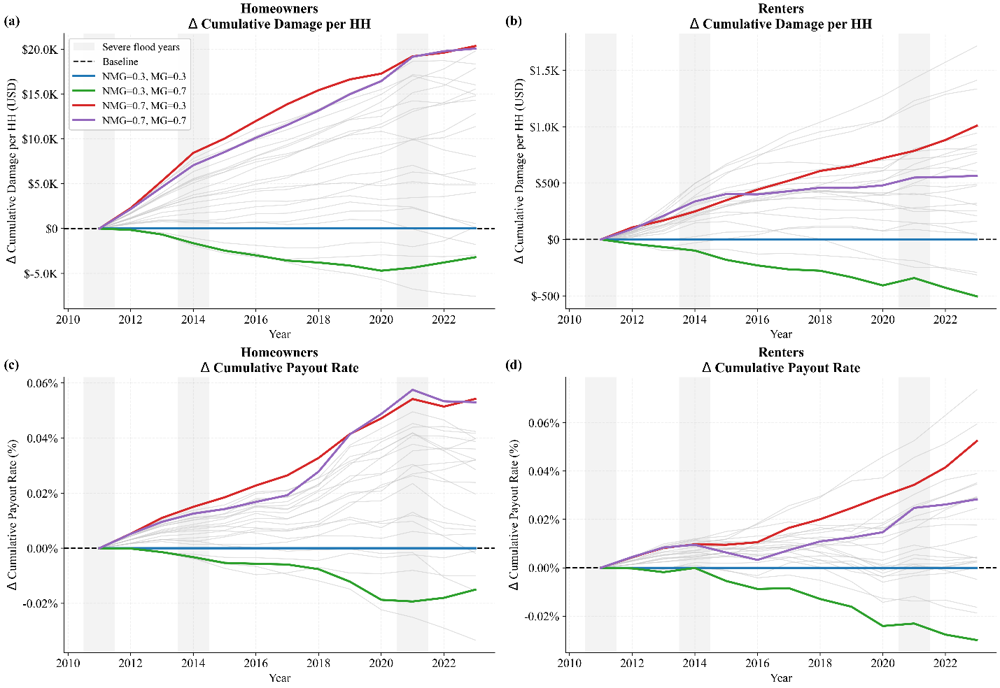 (a)
Homeowners
Δ Cumulative Damage per HH
Δ Cumulative Damage per HH (USD)
$20.0K
$15.0K
$10.0K
$5.0K
$0
$-5.0K
Severe flood years
Baseline
NMG=0.3, MG=0.3
NMG=0.3, MG=0.7
NMG=0.7, MG=0.3
NMG=0.7, MG=0.7
2010 2012 2014 2016 2018 2020 2022
Year
(b)
Renters
Δ Cumulative Damage per HH
Δ Cumulative Damage per HH (USD)
$1.5K
$1.0K
$500
$0
$-500
2010 2012 2014 2016 2018 2020 2022
Year
(c)
Homeowners
Δ Cumulative Payout Rate
Δ Cumulative Payout Rate (%)
0.06%
0.04%
0.02%
0.00%
-0.02%
2010 2012 2014 2016 2018 2020 2022
Year
(d)
Renters
Δ Cumulative Payout Rate
Δ Cumulative Payout Rate (%)
0.06%
0.04%
0.02%
0.00%
-0.02%
2010 2012 2014 2016 2018 2020 2022
Year